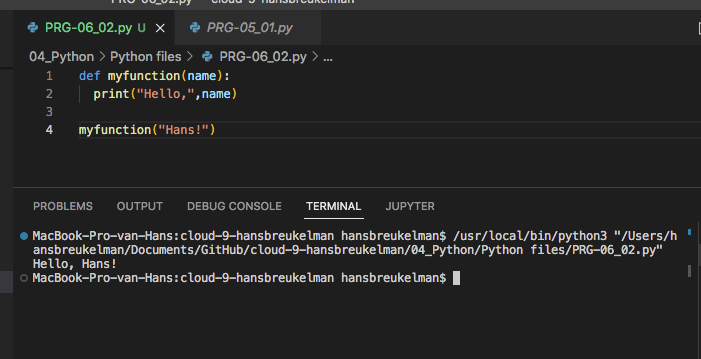 PRG-06_02.py cloud-9-hansbreukelman
PRG-06_02.py U × PRG-05_01.py
04_Python > Python files > PRG-06_02.py > ...
1 def myfunction(name):
2 print("Hello,",name)
3
4 myfunction("Hans!")
PROBLEMS OUTPUT DEBUG CONSOLE TERMINAL JUPYTER
MacBook-Pro-van-Hans:cloud-9-hansbreukelman hansbreukelman$ /usr/local/bin/python3 "/Users/h
ansbreukelman/Documents/GitHub/cloud-9-hansbreukelman/04_Python/Python files/PRG-06_02.py"
Hello, Hans!
MacBook-Pro-van-Hans:cloud-9-hansbreukelman hansbreukelman$